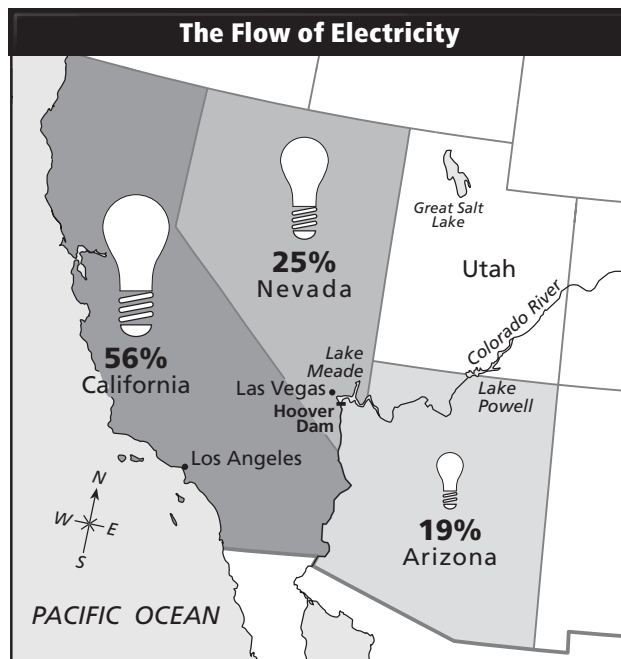 The Flow of Electricity
Great Salt
Lake
25%
Nevada
Utah
Colorado River
56%
California
Lake
Meade
Las Vegas
Hoover
Dam
Lake
Powell
Los Angeles
19%
Arizona
N
W
E
S
PACIFIC OCEAN